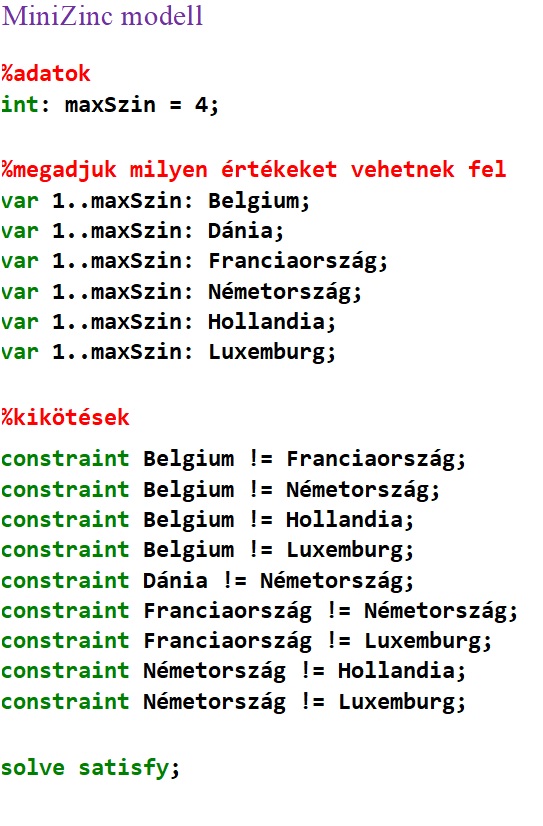 MiniZinc modell
%adatok
int: maxSzin = 4;
%megadjuk milyen értékeket vehetnek fel
var 1..maxSzin: Belgium;
var 1..maxSzin: Dánia;
var 1..maxSzin: Franciaország;
var 1..maxSzin: Németország;
var 1..maxSzin: Hollandia;
var 1..maxSzin: Luxemburg;
%kikötések
constraint Belgium != Franciaország;
constraint Belgium != Németország;
constraint Belgium != Hollandia;
constraint Belgium != Luxemburg;
constraint Dánia != Németország;
constraint Franciaország != Németország;
constraint Franciaország != Luxemburg;
constraint Németország != Hollandia;
constraint Németország != Luxemburg;
solve satisfy;